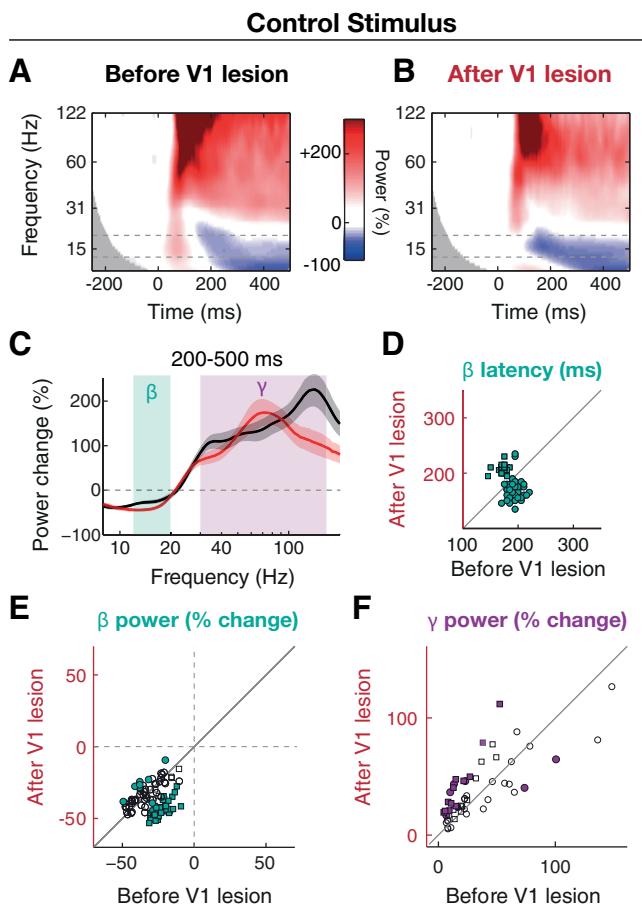 Control Stimulus
A Before V1 lesion
B After V1 lesion
Frequency (Hz)
122
60
31
15
-200 0 200 400
Time (ms)
+200
0
-100
Power (%)
122
60
31
15
-200 0 200 400
Time (ms)
C 200-500 ms
β γ
Power change (%)
200
100
0
−100
10 20 40 100
Frequency (Hz)
D β latency (ms)
After V1 lesion
300
200
100 200 300
Before V1 lesion
E β power (% change)
After V1 lesion
50
0
−50
−50 0 50
Before V1 lesion
F γ power (% change)
After V1 lesion
100
0
0 100
Before V1 lesion